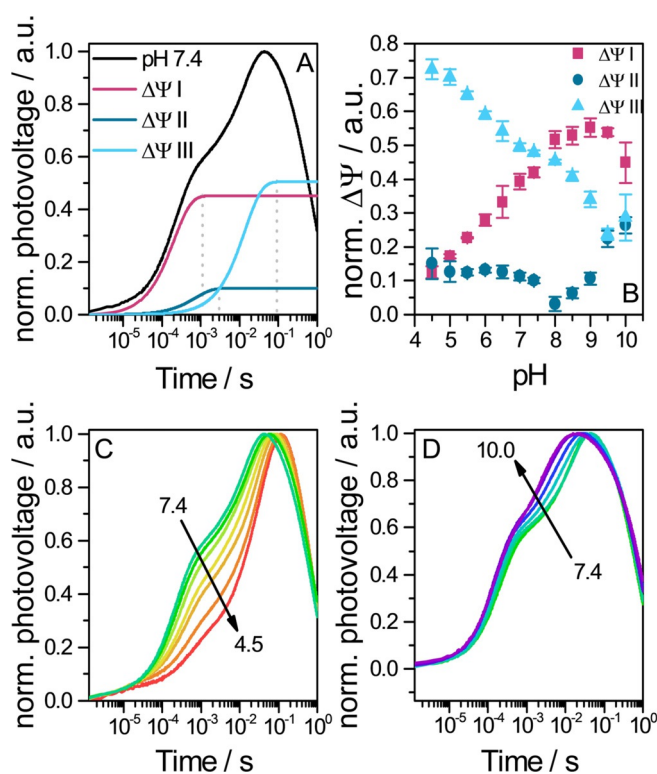 A
pH 7.4
ΔΨ I
ΔΨ II
ΔΨ III
norm. photovoltage / a.u.
1.0
0.8
0.6
0.4
0.2
0.0
10⁻⁵ 10⁻⁴ 10⁻³ 10⁻² 10⁻¹ 10⁰
Time / s
B
ΔΨ I
ΔΨ II
ΔΨ III
norm. ΔΨ / a.u.
0.8
0.7
0.6
0.5
0.4
0.3
0.2
0.1
0.0
4 5 6 7 8 9 10
pH
C
7.4
4.5
norm. photovoltage / a.u.
1.0
0.8
0.6
0.4
0.2
0.0
10⁻⁵ 10⁻⁴ 10⁻³ 10⁻² 10⁻¹ 10⁰
Time / s
D
10.0
7.4
norm. photovoltage / a.u.
1.0
0.8
0.6
0.4
0.2
0.0
10⁻⁵ 10⁻⁴ 10⁻³ 10⁻² 10⁻¹ 10⁰
Time / s